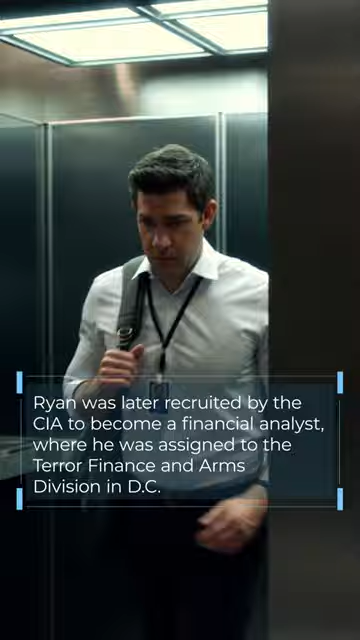 Ryan was later recruited by the
CIA to become a financial analyst,
where he was assigned to the
Terror Finance and Arms
Division in D.C.